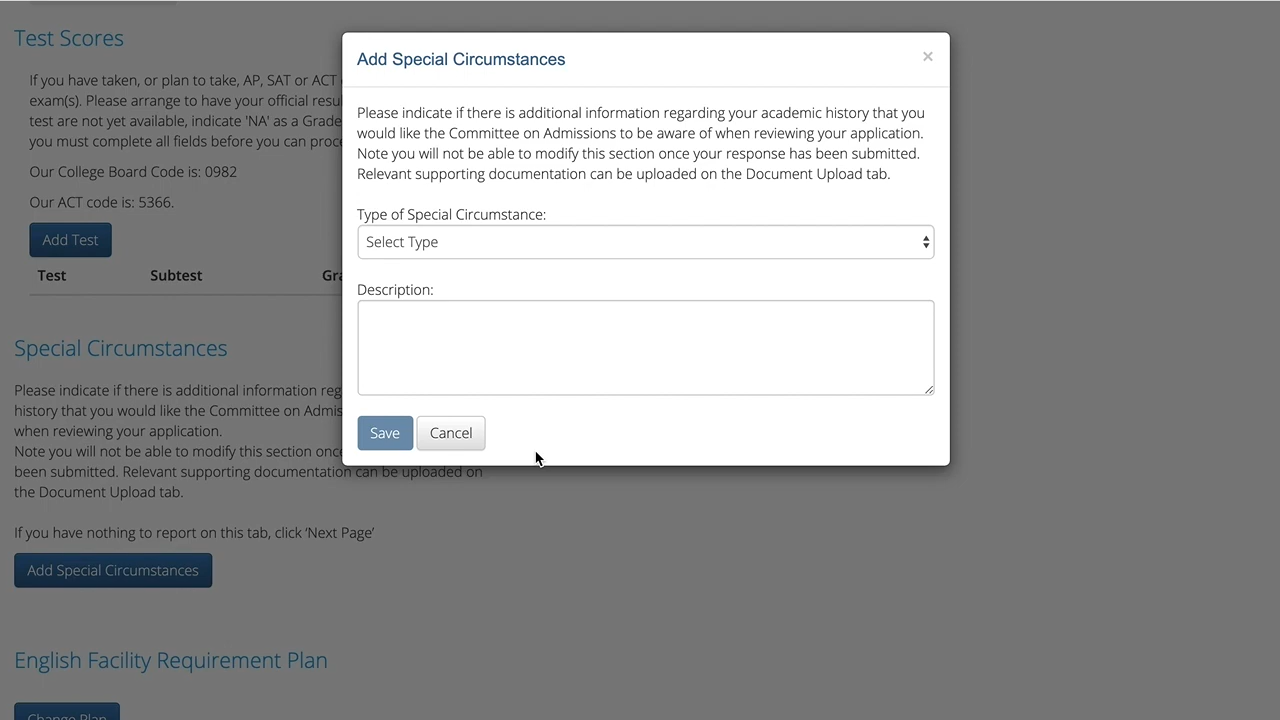 Test Scores
If you have taken, or plan to take, AP, SAT or ACT
exam(s). Please arrange to have your official
test are not yet available, indicate 'NA' as a Grade
you must complete all fields before you can
Our College Board Code is: 0982
Our ACT code is: 5366.
Add Test
Test Subtest
Special Circumstances
Please indicate if there is additional information
history that you would like the Committee on
when reviewing your application.
Note you will not be able to modify this section once
been submitted. Relevant supporting documentation can be uploaded on
the Document Upload tab.
If you have nothing to report on this tab, click ‘Next Page’
Add Special Circumstances
English Facility Requirement Plan
Change Plan
Add Special Circumstances ×
Please indicate if there is additional information regarding your academic history that you
would like the Committee on Admissions to be aware of when reviewing your application.
Note you will not be able to modify this section once your response has been submitted.
Relevant supporting documentation can be uploaded on the Document Upload tab.
Type of Special Circumstance:
Select Type
Description:
Save Cancel